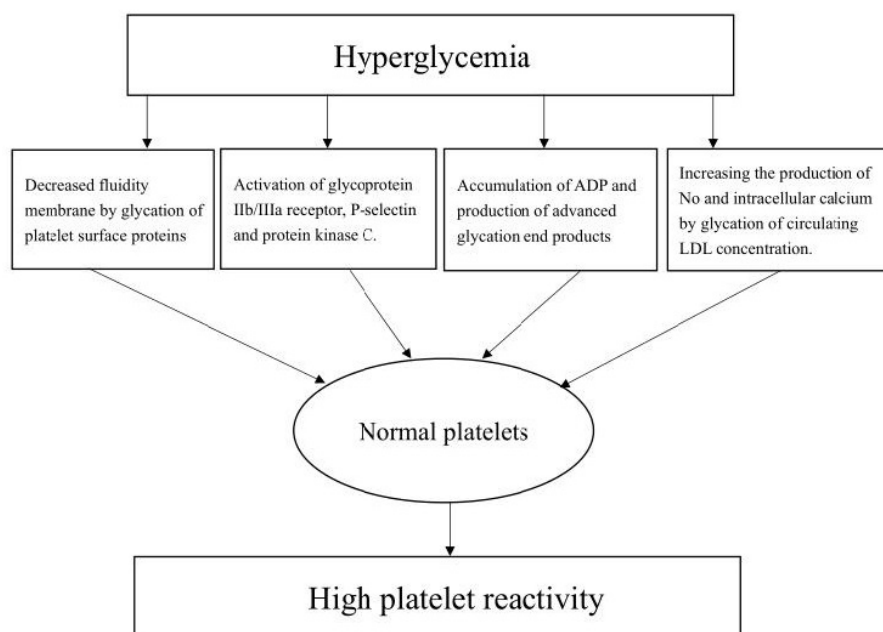 Hyperglycemia
Decreased fluidity
membrane by glycation of
platelet surface proteins
Activation of glycoprotein
IIb/IIIa receptor, P-selectin
and protein kinase C.
Accumulation of ADP and
production of advanced
glycation end products
Increasing the production of
No and intracellular calcium
by glycation of circulating
LDL concentration.
Normal platelets
High platelet reactivity